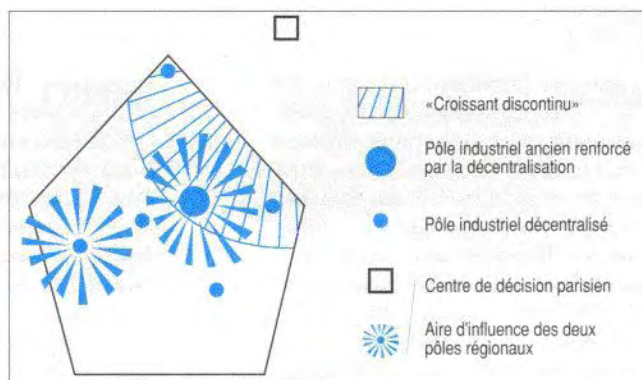 «Croissant discontinu»
Pôle industriel ancien renforcé
par la décentralisation
Pôle industriel décentralisé
Centre de décision parisien
Aire d'influence des deux
pôles régionaux